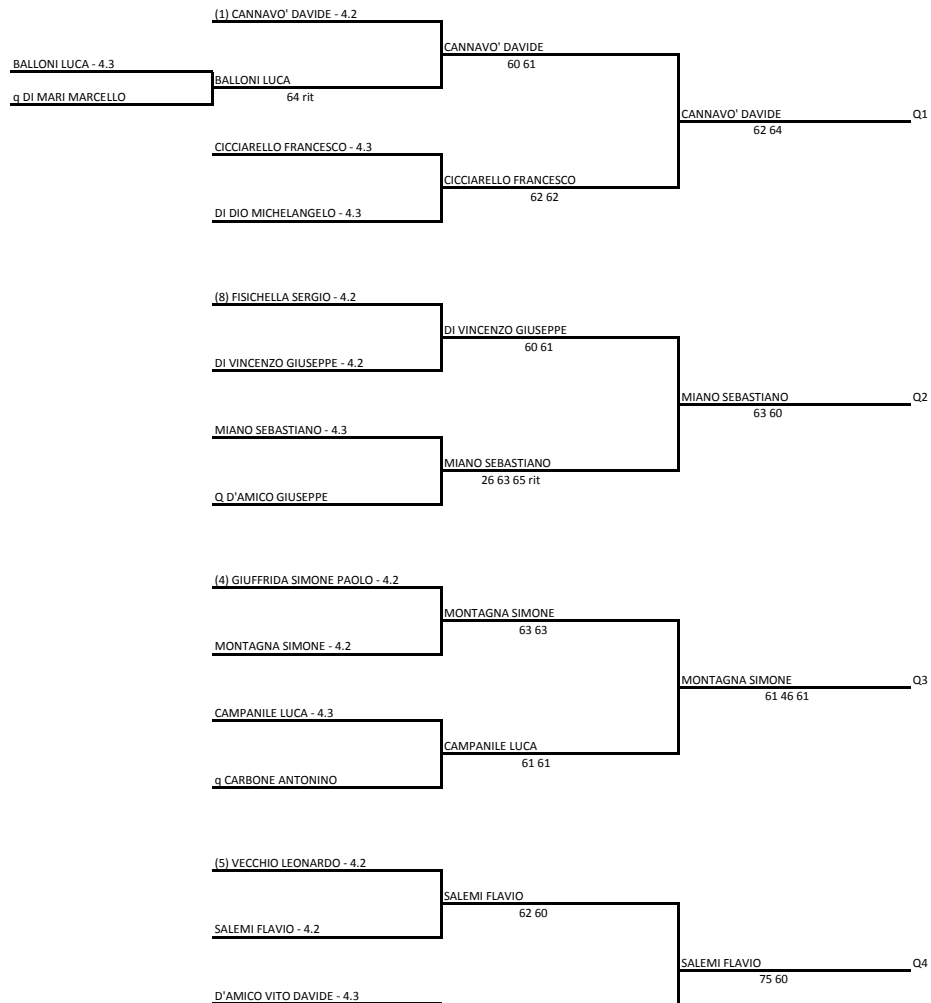 (1) CANNAVO' DAVIDE - 4.2
CANNAVO' DAVIDE
60 61
BALLONI LUCA - 4.3
BALLONI LUCA
64 rit
q DI MARI MARCELLO
CANNAVO' DAVIDE
Q1
62 64
CICCIARELLO FRANCESCO - 4.3
CICCIARELLO FRANCESCO
62 62
DI DIO MICHELANGELO - 4.3
(8) FISICHELLA SERGIO - 4.2
DI VINCENZO GIUSEPPE
60 61
DI VINCENZO GIUSEPPE - 4.2
MIANO SEBASTIANO
Q2
63 60
MIANO SEBASTIANO - 4.3
MIANO SEBASTIANO
26 63 65 rit
Q D'AMICO GIUSEPPE
(4) GIUFFRIDA SIMONE PAOLO - 4.2
MONTAGNA SIMONE
63 63
MONTAGNA SIMONE - 4.2
MONTAGNA SIMONE
Q3
61 46 61
CAMPANILE LUCA - 4.3
CAMPANILE LUCA
61 61
q CARBONE ANTONINO
(5) VECCHIO LEONARDO - 4.2
SALEMI FLAVIO
62 60
SALEMI FLAVIO - 4.2
SALEMI FLAVIO
Q4
75 60
D'AMICO VITO DAVIDE - 4.3